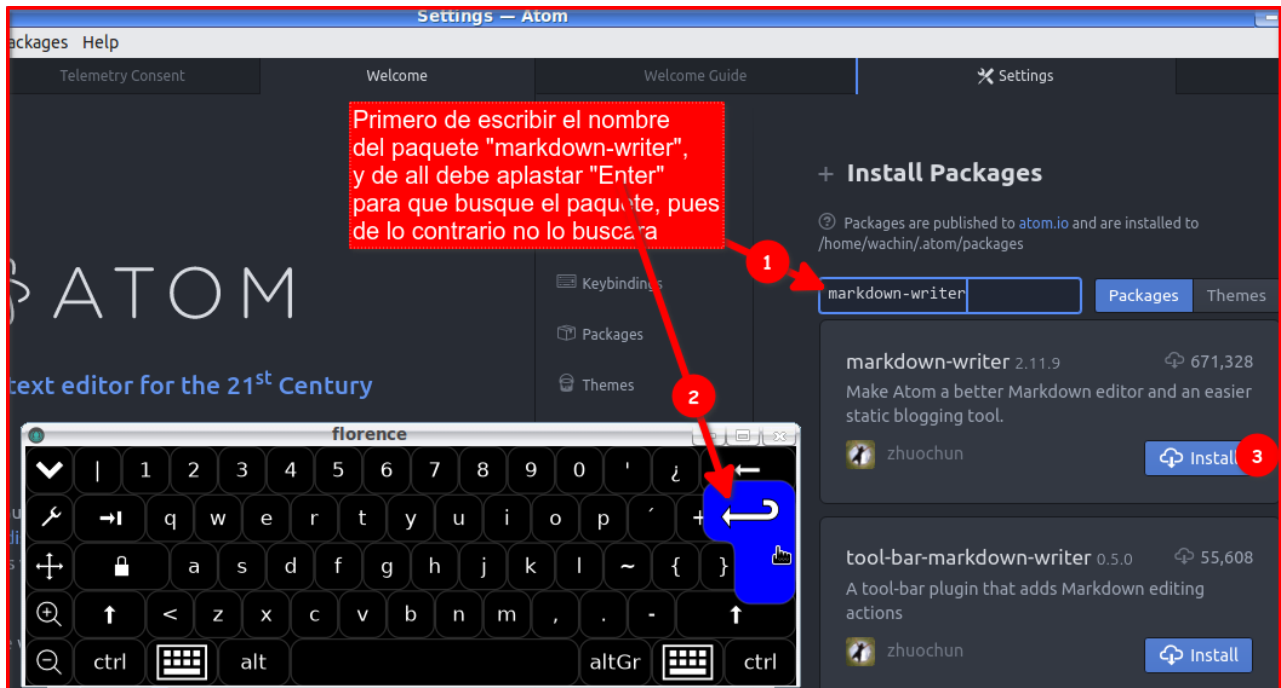 Settings — Atom
ackages Help
Telemetry Consent
Welcome
Welcome Guide
Settings
Primero de escribir el nombre
del paquete "markdown-writer",
y de all debe aplastar "Enter"
para que busque el paquete, pues
de lo contrario no lo buscara
+ Install Packages
Packages are published to atom.io and are installed to
/home/wachin/.atom/packages
1
markdown-writer
Packages Themes
ATOM
text editor for the 21st Century
Keybindings
Packages
Themes
2
markdown-writer 2.11.9 671,328
Make Atom a better Markdown editor and an easier
static blogging tool.
zhuochun
Install 3
tool-bar-markdown-writer 0.5.0 55,608
A tool-bar plugin that adds Markdown editing
actions
zhuochun
Install
florence
| 1 2 3 4 5 6 7 8 9 0 ' ¿
q w e r t y u i o p ´ +
a s d f g h j k l ~ { }
< z x c v b n m , . -
ctrl alt altGr ctrl